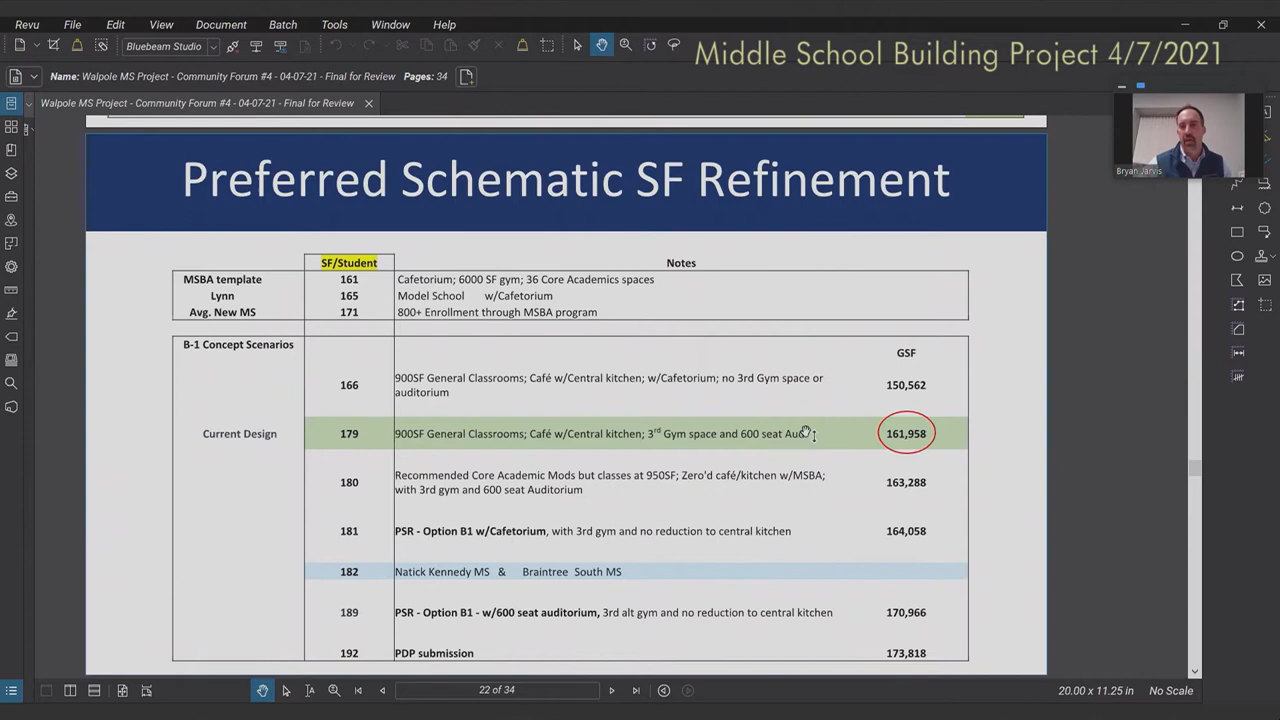 Revu File Edit View Document Batch Tools Window Help
Bluebeam Studio
Middle School Building Project 4/7/2021
Name: Walpole MS Project - Community Forum #4 - 04-07-21 - Final for Review Pages: 34
Walpole MS Project - Community Forum #4 - 04-07-21 - Final for Review
Bryan Jarvis
Preferred Schematic SF Refinement
SF/Student Notes
MSBA template 161 Cafetorium; 6000 SF gym; 36 Core Academics spaces
Lynn 165 Model School w/Cafetorium
Avg. New MS 171 800+ Enrollment through MSBA program
B-1 Concept Scenarios
GSF
166 900SF General Classrooms; Café w/Central kitchen; w/Cafetorium; no 3rd Gym space or
auditorium
150,562
Current Design 179 900SF General Classrooms; Café w/Central kitchen; 3rd Gym space and 600 seat 161,958
180 Recommended Core Academic Mods but classes at 950SF; Zero'd café/kitchen w/MSBA;
with 3rd gym and 600 seat Auditorium
163,288
181 PSR - Option B1 w/Cafetorium, with 3rd gym and no reduction to central kitchen 164,058
182 Natick Kennedy MS & Braintree South MS
189 PSR - Option B1 - w/600 seat auditorium, 3rd alt gym and no reduction to central kitchen 170,966
192 PDP submission 173,818
22 of 34
20.00 x 11.25 in No Scale